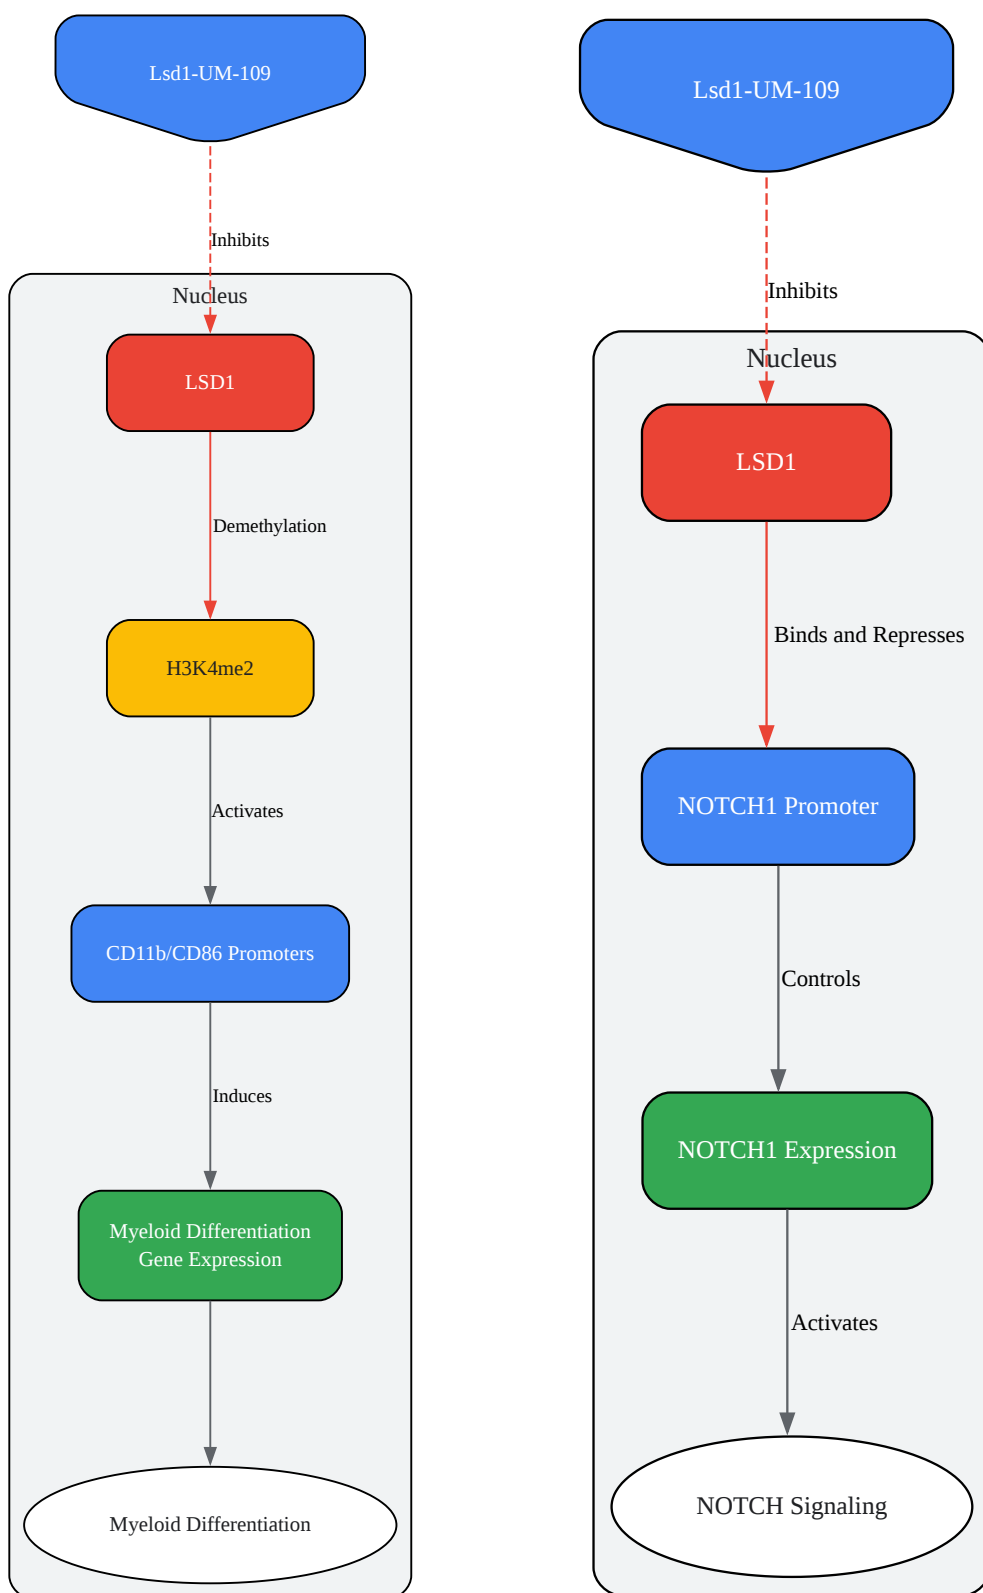 Lsd1-UM-109
Inhibits
Nucleus
LSD1
Demethylation
H3K4me2
Activates
CD11b/CD86 Promoters
Induces
Myeloid Differentiation
Gene Expression
Myeloid Differentiation
Lsd1-UM-109
Inhibits
Nucleus
LSD1
Binds and Represses
NOTCH1 Promoter
Controls
NOTCH1 Expression
Activates
NOTCH Signaling